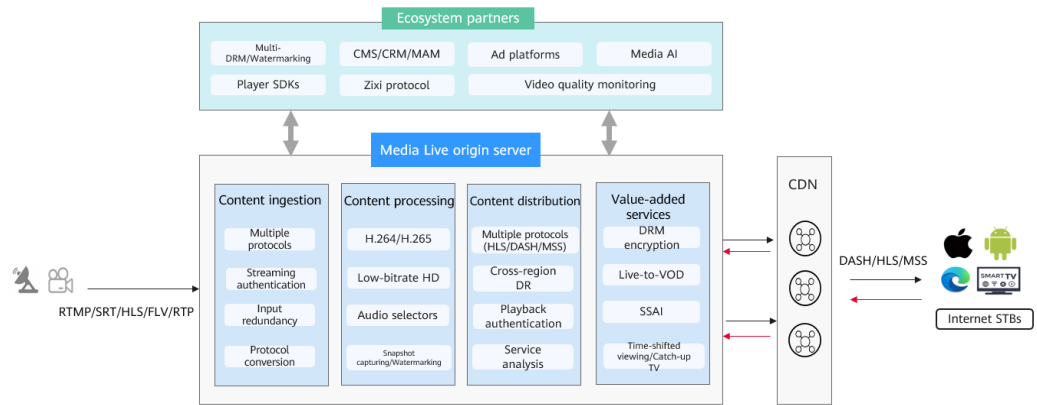 Ecosystem partners
Multi-
DRM/Watermarking
CMS/CRM/MAM
Ad platforms
Media AI
Player SDKs
Zixi protocol
Video quality monitoring
Media Live origin server
Content ingestion
Multiple
protocols
Streaming
authentication
Input
redundancy
Protocol
conversion
Content processing
H.264/H.265
Low-bitrate HD
Audio selectors
Snapshot
capturing/Watermarking
Content distribution
Multiple protocols
(HLS/DASH/MSS)
Cross-region
DR
Playback
authentication
Service
analysis
Value-added
services
DRM
encryption
Live-to-VOD
SSAI
Time-shifted
viewing/Catch-up
TV
RTMP/SRT/HLS/FLV/RTP
CDN
DASH/HLS/MSS
SMART TV
Internet STBs